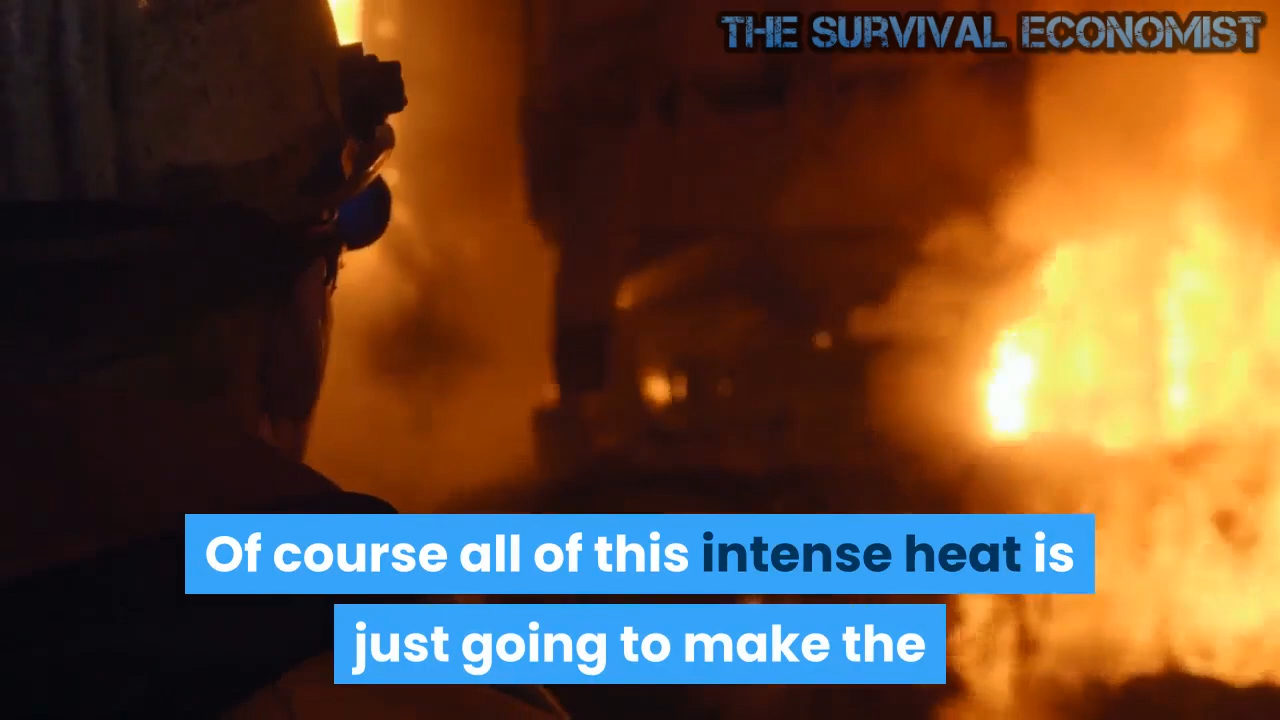 THE SURVIVAL ECONOMIST
Of course all of this intense heat is
just going to make the